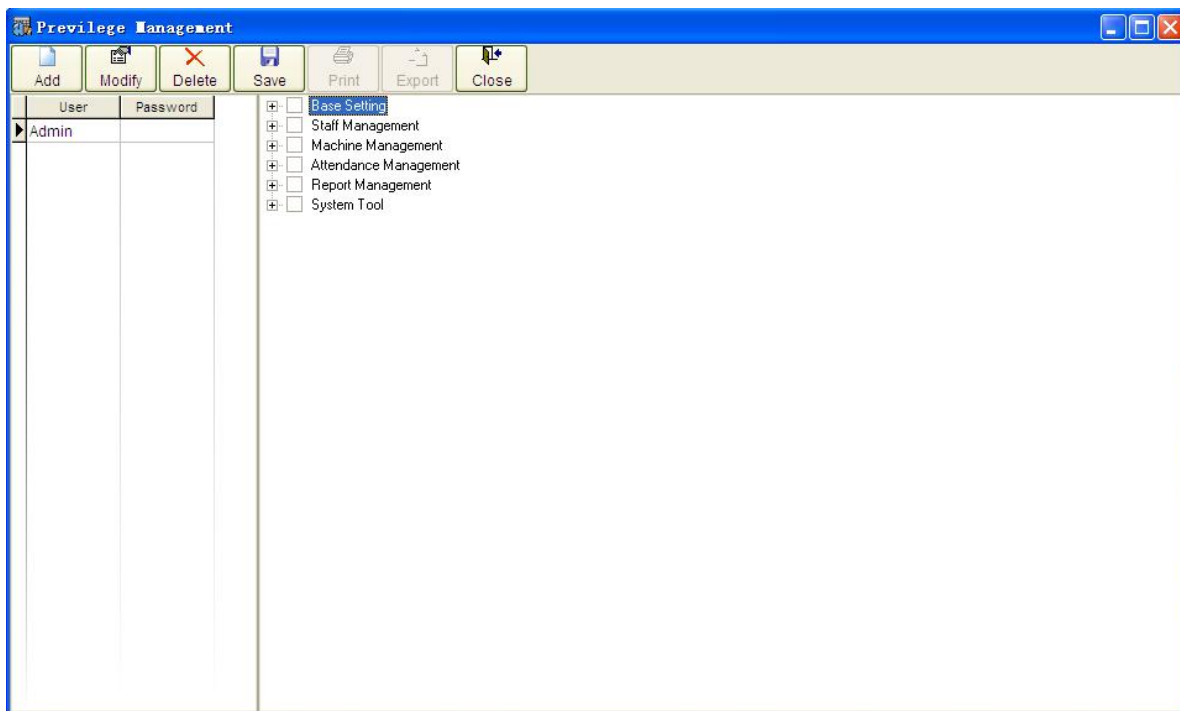 Previlege Management
Add Modify Delete Save Print Export Close
User Password
Admin
Base Setting
Staff Management
Machine Management
Attendance Management
Report Management
System Tool